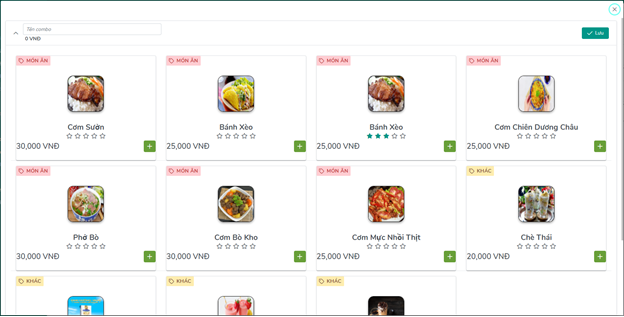 Tên combo
0 VNĐ
Lưu
MÓN ĂN
MÓN ĂN
MÓN ĂN
MÓN ĂN
Cơm Sườn
Bánh Xèo
Bánh Xèo
Cơm Chiên Dương Châu
30,000 VNĐ
25,000 VNĐ
25,000 VNĐ
25,000 VNĐ
MÓN ĂN
MÓN ĂN
MÓN ĂN
KHÁC
Phở Bò
Cơm Bò Kho
Cơm Mực Nhồi Thịt
Chè Thái
30,000 VNĐ
30,000 VNĐ
25,000 VNĐ
20,000 VNĐ
KHÁC
KHÁC
KHÁC